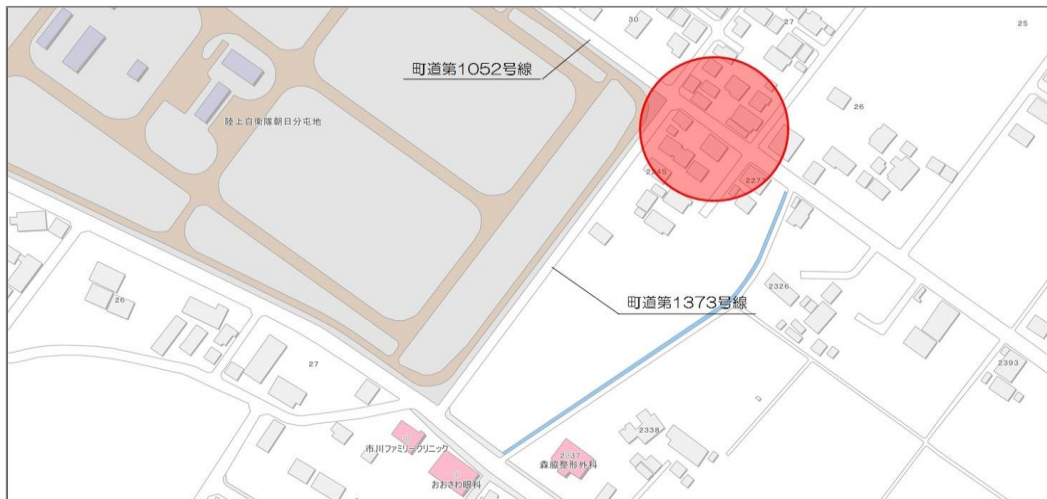 30
27
25
町道第1052号線
26
陸上自衛隊朝日分屯地
2245
2277
町道第1373号線
2326
26
27
2393
2338
市川ファミリークリニック
2337
森脇整形外科
おおさわ眼科